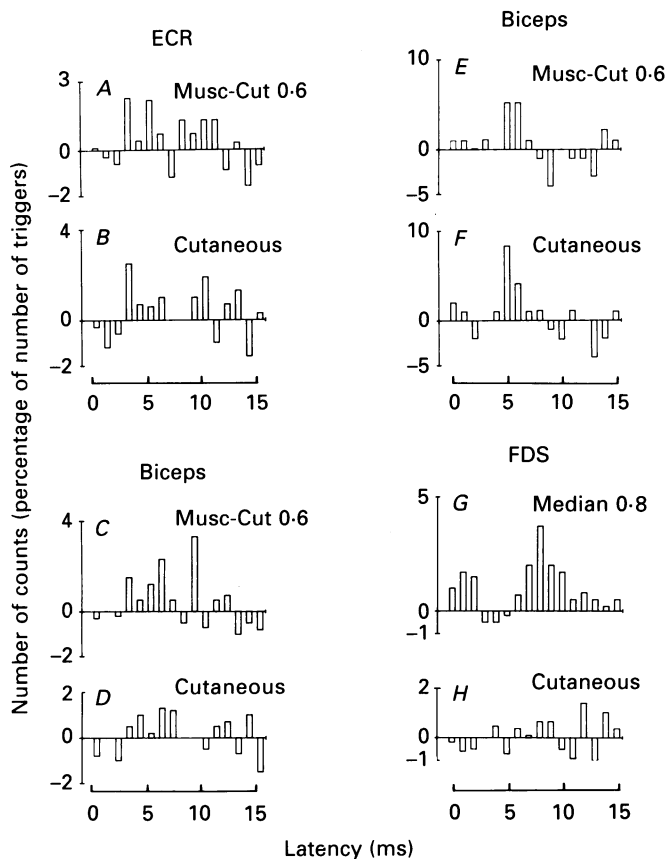 Number of counts (percentage of number of triggers)
ECR
A
Musc-Cut 0·6
3
0
−2
B
Cutaneous
4
0
−2
0 5 10 15
Biceps
C
Musc-Cut 0·6
4
0
−2
D
Cutaneous
2
0
−2
0 5 10 15
Biceps
E
Musc-Cut 0·6
10
0
−5
F
Cutaneous
10
0
−5
0 5 10 15
FDS
G
Median 0·8
5
0
−1
H
Cutaneous
2
0
−1
0 5 10 15
Latency (ms)